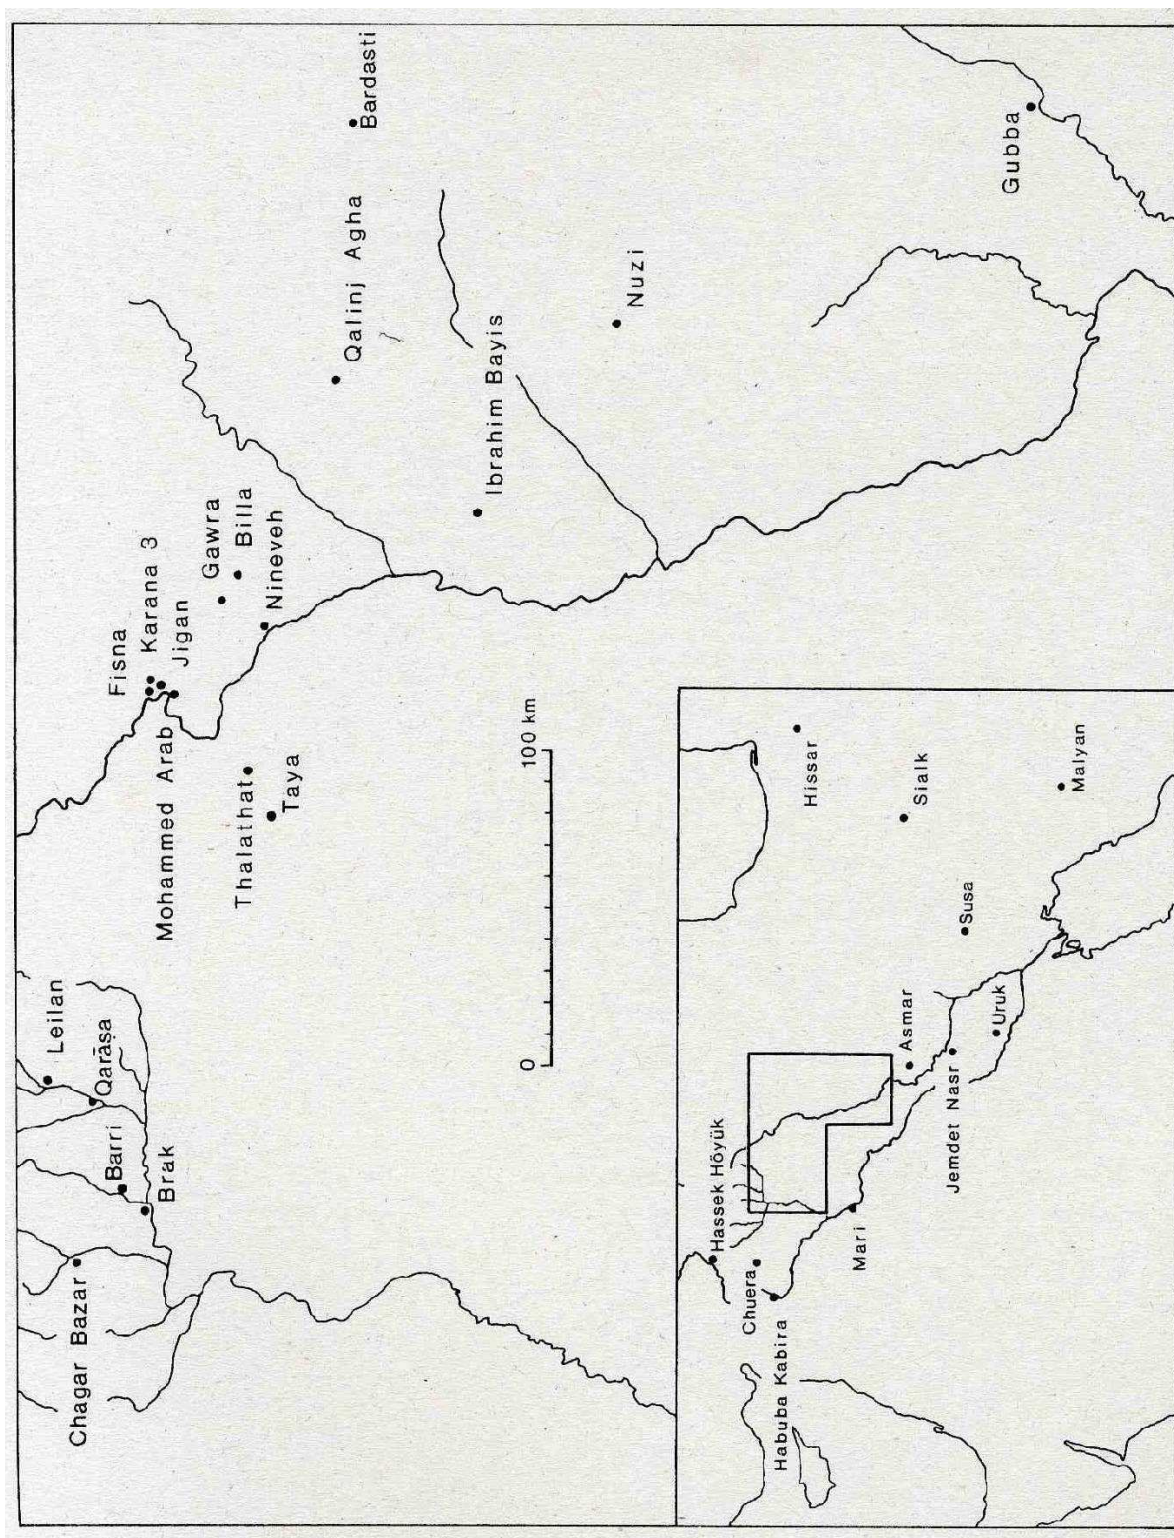 Leilan
Qarāṣa
Barri
Brak
Chagar Bazar
Fisna
Karana 3
Jigan
Mohammed Arab
Thalathat
Taya
Gawra
Billa
Nineveh
Qalinj Agha
Bardasti
Ibrahim Bayis
Nuzi
Gubba
0
100 km
Hassek Höyük
Chuera
Habuba Kabira
Mari
Asmar
Jemdet Nasr
Uruk
Susa
Hissar
Sialk
Malyan